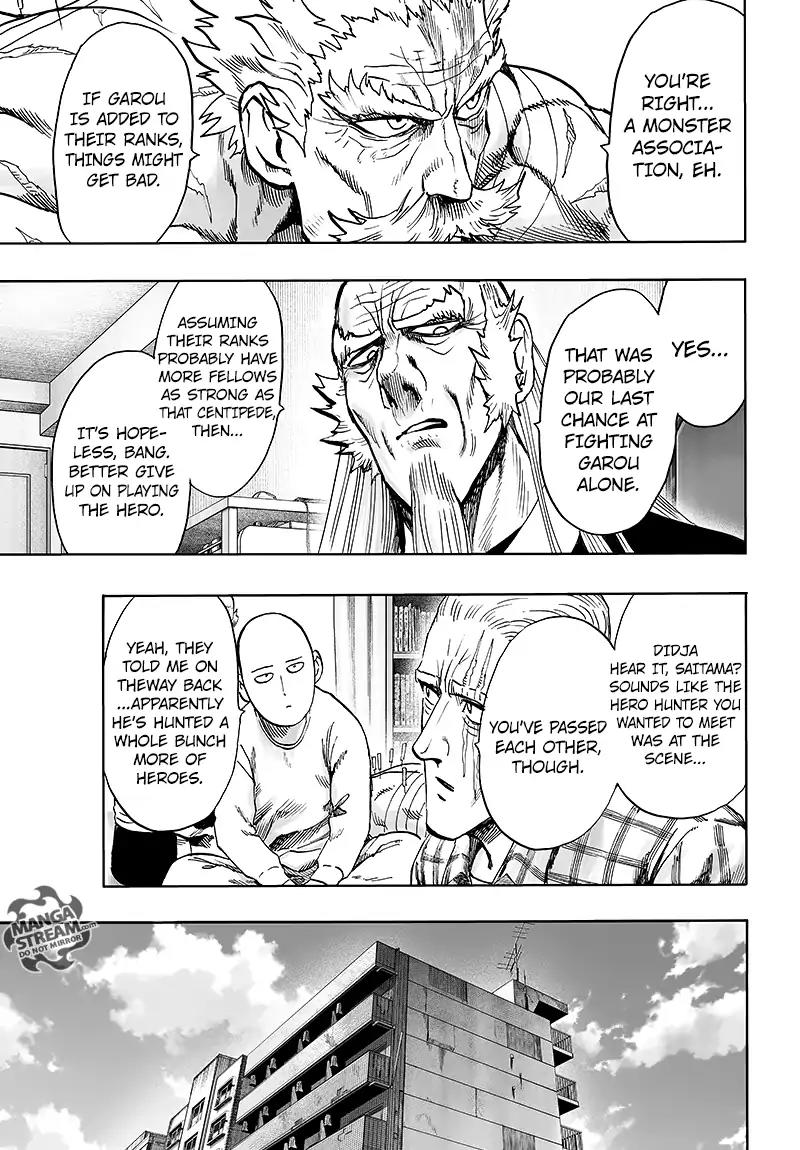 YOU'RE
RIGHT...
A MONSTER
ASSOCIA-
TION, EH.
IF GAROU
IS ADDED TO
THEIR RANKS,
THINGS MIGHT
GET BAD.
YES...
THAT WAS
PROBABLY
OUR LAST
CHANCE AT
FIGHTING
GAROU
ALONE.
ASSUMING
THEIR RANKS
PROBABLY HAVE
MORE FELLOWS
AS STRONG AS
THAT CENTIPEDE,
THEN...
IT'S HOPE-
LESS, BANG.
BETTER GIVE
UP ON PLAYING
THE HERO.
DIDJA
HEAR IT, SAITAMA?
SOUNDS LIKE THE
HERO HUNTER YOU
WANTED TO MEET
WAS AT THE
SCENE...
YOU'VE PASSED
EACH OTHER,
THOUGH.
YEAH, THEY
TOLD ME ON
THEWAY BACK
...APPARENTLY
HE'S HUNTED A
WHOLE BUNCH
MORE OF
HEROES.
MANGA
STREAM.com
DO NOT MIRROR